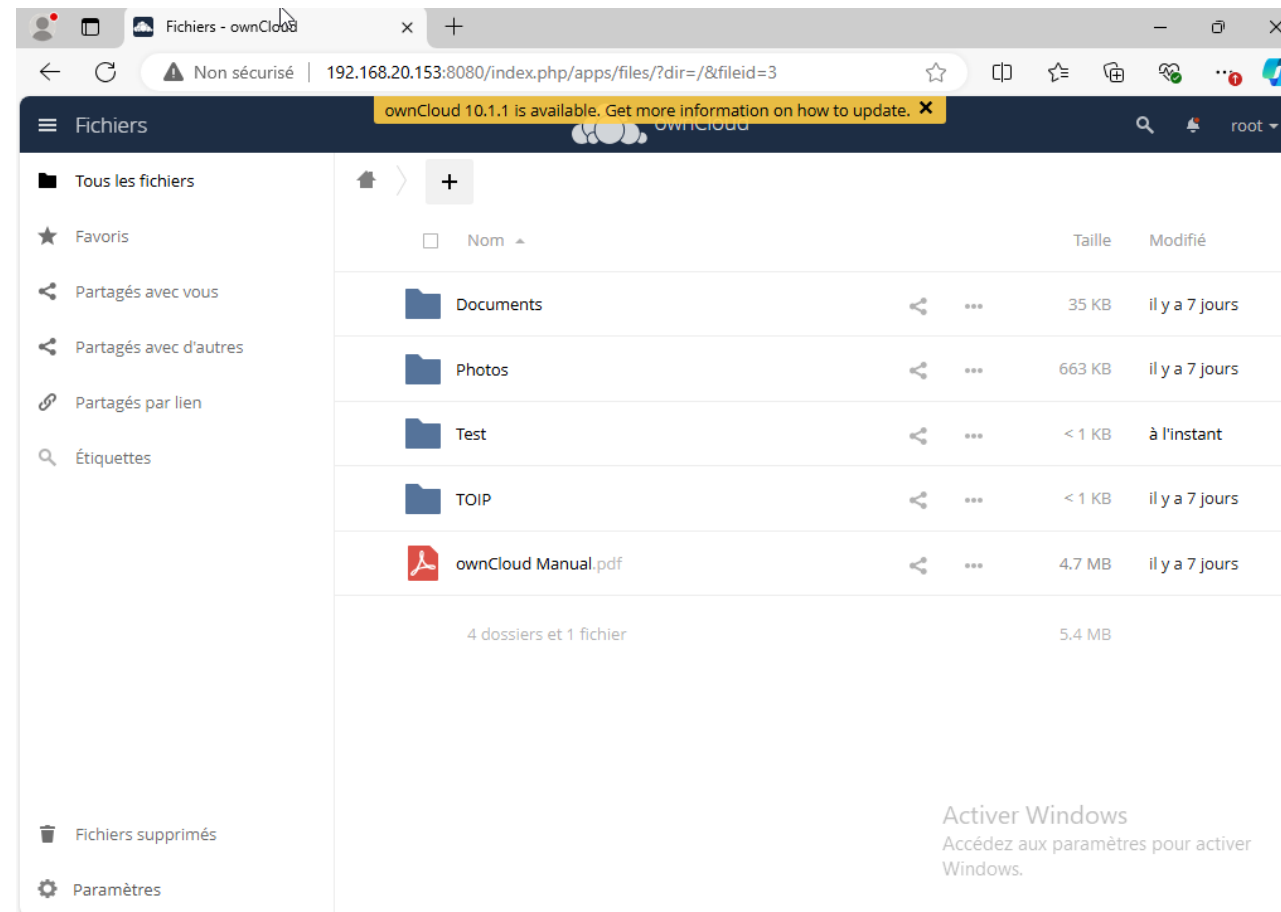 Fichiers - ownCloud
Non sécurisé 192.168.20.153:8080/index.php/apps/files/?dir=/&fileid=3
ownCloud 10.1.1 is available. Get more information on how to update.
Fichiers ownCloud root
Tous les fichiers
Favoris
Partagés avec vous
Partagés avec d'autres
Partagés par lien
Étiquettes
Nom Taille Modifié
Documents 35 KB il y a 7 jours
Photos 663 KB il y a 7 jours
Test < 1 KB à l'instant
TOIP < 1 KB il y a 7 jours
ownCloud Manual.pdf 4.7 MB il y a 7 jours
4 dossiers et 1 fichier 5.4 MB
Fichiers supprimés
Paramètres
Activer Windows
Accédez aux paramètres pour activer
Windows.